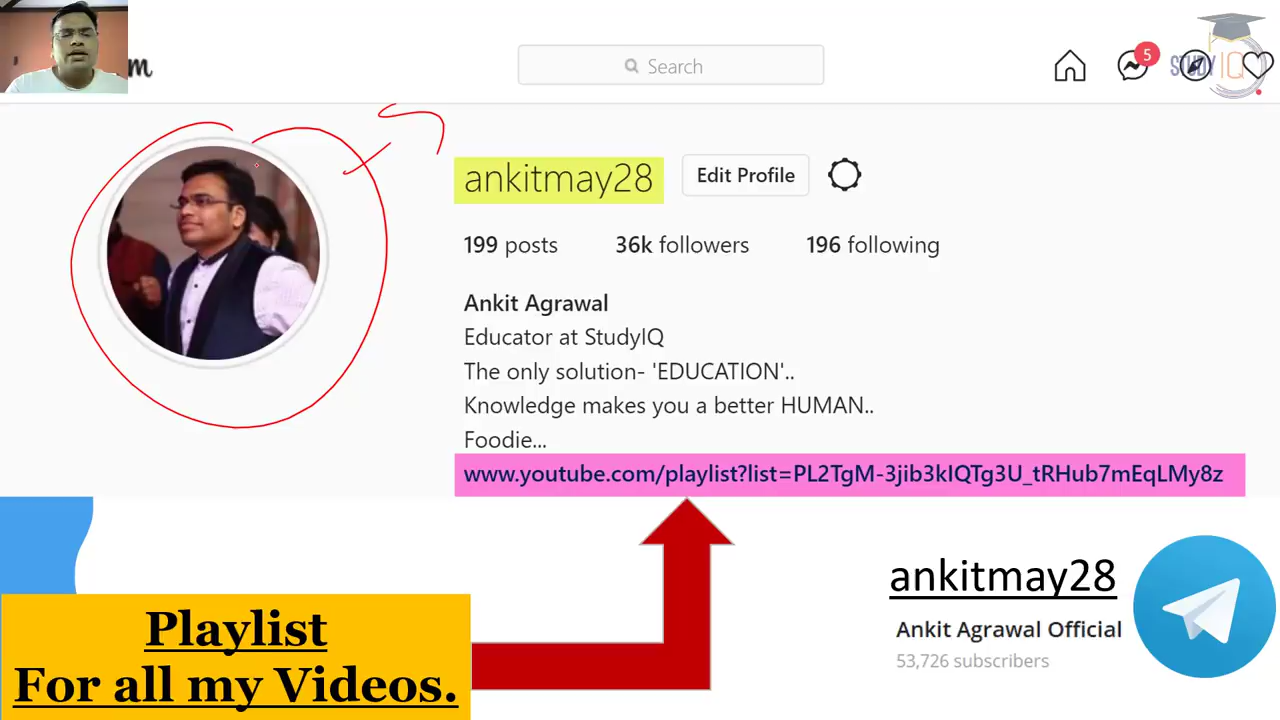 m
Search
5
STUDY IQ
ankitmay28
Edit Profile
199 posts 36k followers 196 following
Ankit Agrawal
Educator at StudyIQ
The only solution- 'EDUCATION'..
Knowledge makes you a better HUMAN..
Foodie...
www.youtube.com/playlist?list=PL2TgM-3jib3kIQTg3U_tRHub7mEqLMy8z
ankitmay28
Ankit Agrawal Official
53,726 subscribers
Playlist
For all my Videos.